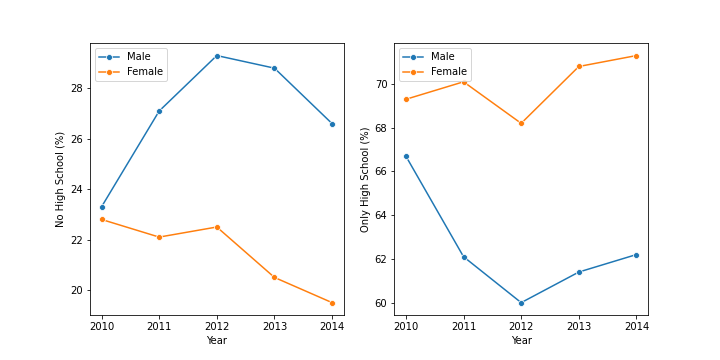 Male
Female
No High School (%)
28
26
24
22
20
2010 2011 2012 2013 2014
Year
Male
Female
Only High School (%)
70
68
66
64
62
60
2010 2011 2012 2013 2014
Year